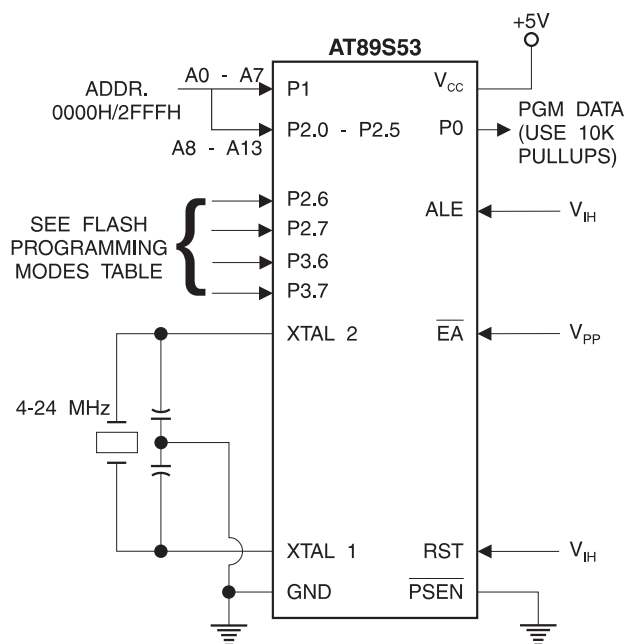 +5V
AT89S53
A0 - A7
ADDR.
0000H/2FFFH
P1
VCC
P2.0 - P2.5
P0
PGM DATA
(USE 10K
PULLUPS)
A8 - A13
P2.6
ALE
VIH
SEE FLASH
PROGRAMMING
MODES TABLE
P2.7
P3.6
P3.7
XTAL 2
EA
VPP
4-24 MHz
XTAL 1
RST
VIH
GND
PSEN